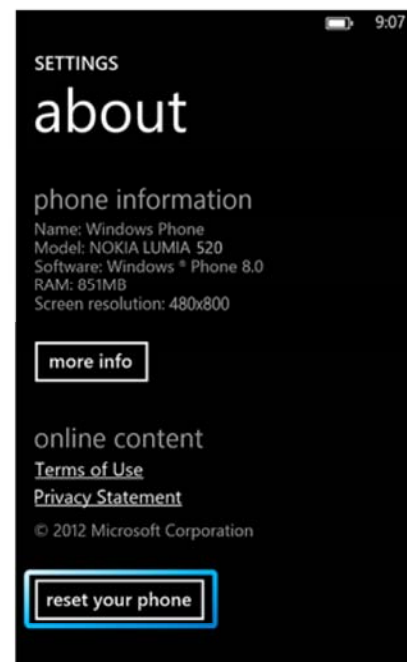 9:07
SETTINGS
about
phone information
Name: Windows Phone
Model: NOKIA LUMIA 520
Software: Windows ® Phone 8.0
RAM: 851MB
Screen resolution: 480x800
more info
online content
Terms of Use
Privacy Statement
© 2012 Microsoft Corporation
reset your phone